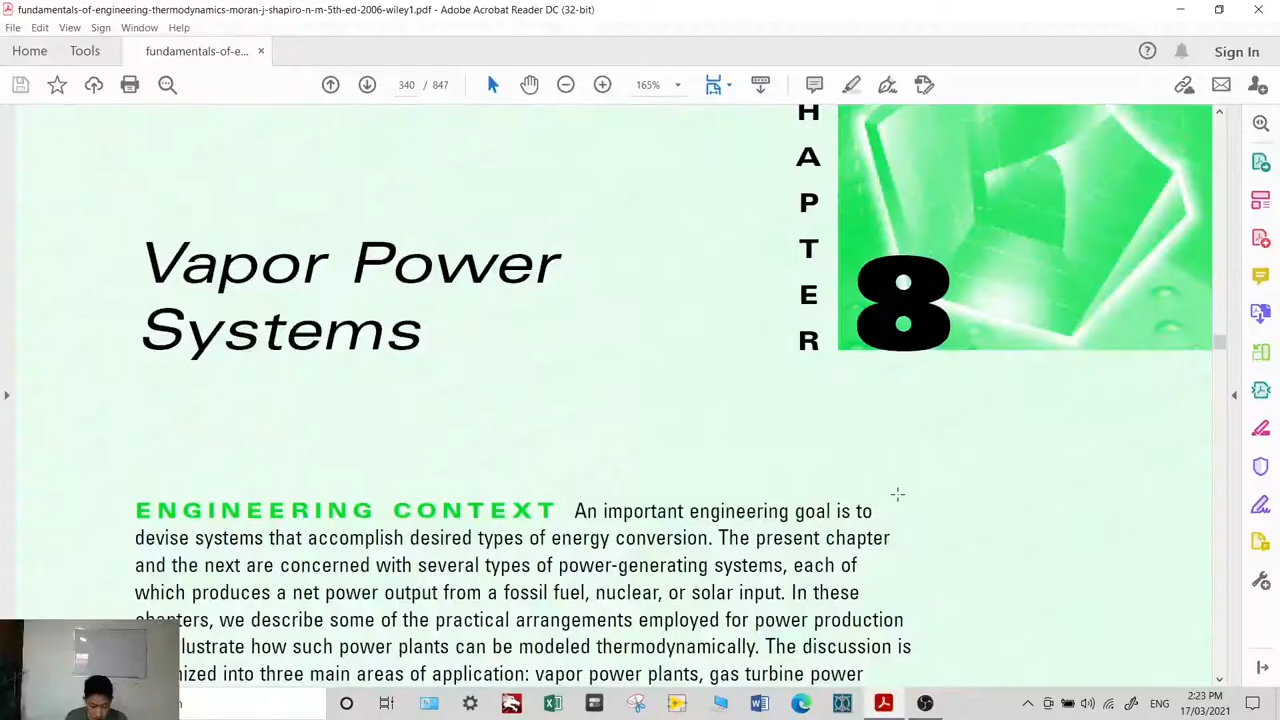 fundamentals-of-engineering-thermodynamics-moran-j-shapiro-n-m-5th-ed-2006-wiley1.pdf - Adobe Acrobat Reader DC (32-bit)
File Edit View Sign Window Help
Home Tools fundamentals-of-e... × Sign In
340 / 847 165%
H
A
P
T
E
R
8
Vapor Power
Systems
ENGINEERING CONTEXT An important engineering goal is to
devise systems that accomplish desired types of energy conversion. The present chapter
and the next are concerned with several types of power-generating systems, each of
which produces a net power output from a fossil fuel, nuclear, or solar input. In these
chapters, we describe some of the practical arrangements employed for power production
lustrate how such power plants can be modeled thermodynamically. The discussion is
nized into three main areas of application: vapor power plants, gas turbine power
ENG
2:23 PM
17/03/2021